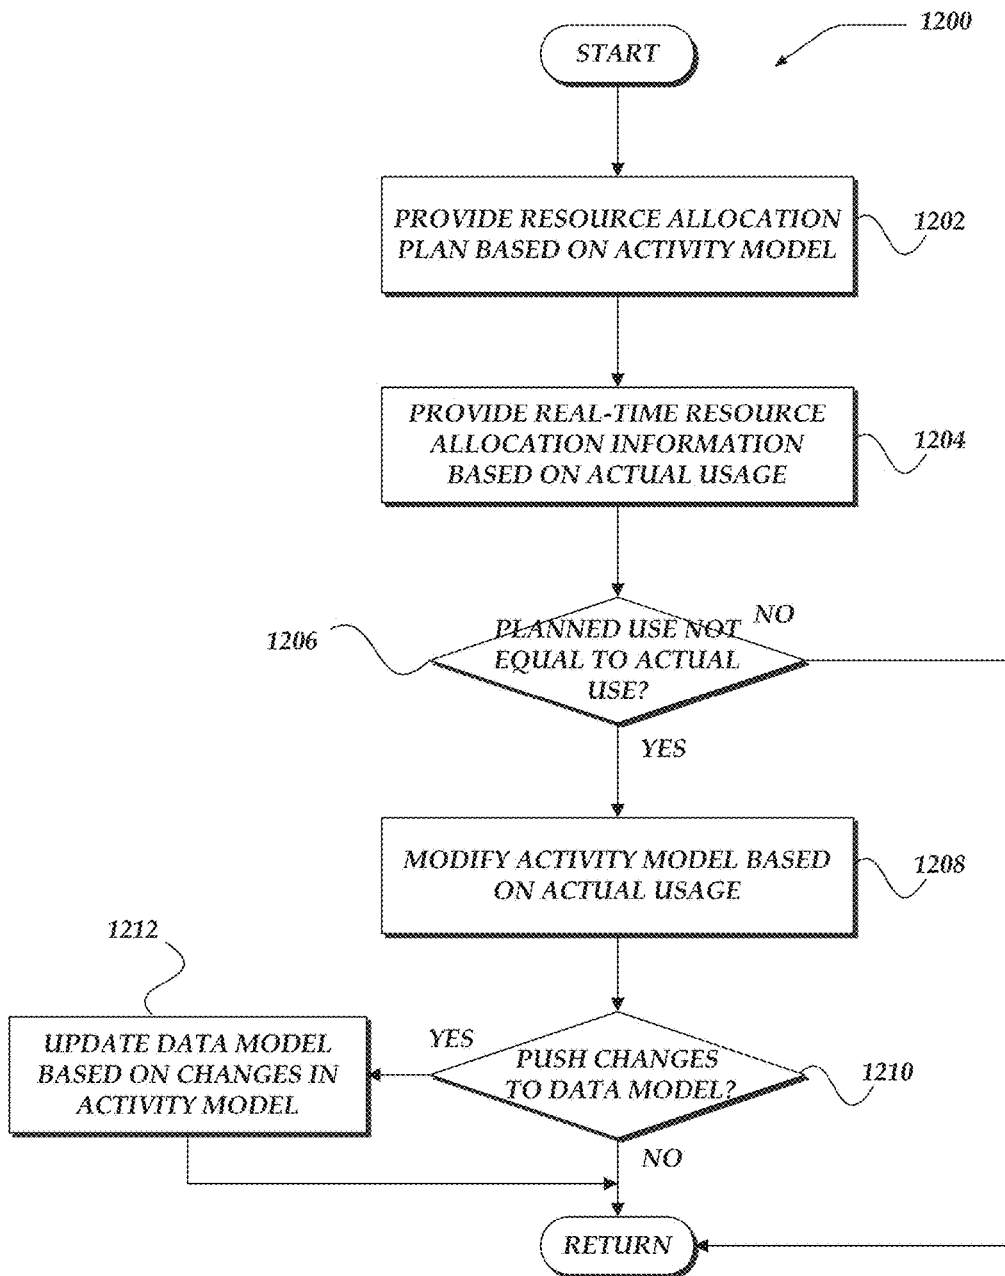 1200
START
PROVIDE RESOURCE ALLOCATION
PLAN BASED ON ACTIVITY MODEL
1202
PROVIDE REAL-TIME RESOURCE
ALLOCATION INFORMATION
BASED ON ACTUAL USAGE
1204
1206
PLANNED USE NOT
EQUAL TO ACTUAL
USE?
NO
YES
MODIFY ACTIVITY MODEL BASED
ON ACTUAL USAGE
1208
1212
UPDATE DATA MODEL
BASED ON CHANGES IN
ACTIVITY MODEL
YES
PUSH CHANGES
TO DATA MODEL?
1210
NO
RETURN